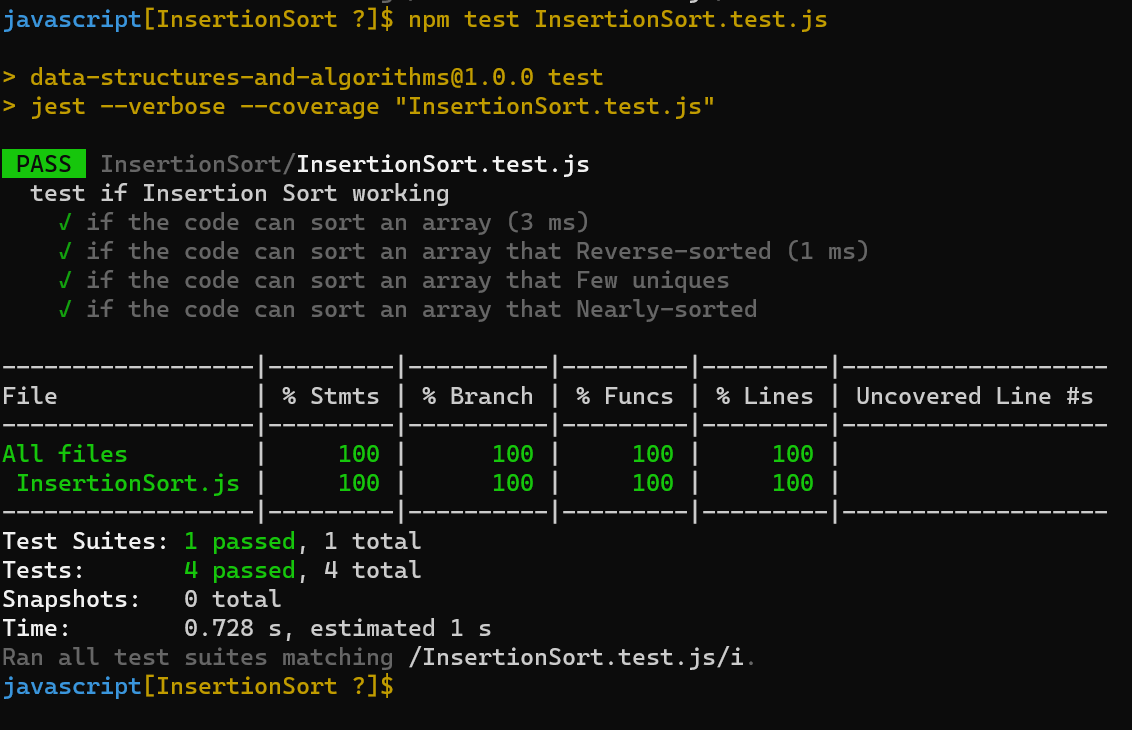 javascript[InsertionSort ?]$ npm test InsertionSort.test.js
> data-structures-and-algorithms@1.0.0 test
> jest --verbose --coverage "InsertionSort.test.js"
PASS InsertionSort/InsertionSort.test.js
test if Insertion Sort working
√ if the code can sort an array (3 ms)
√ if the code can sort an array that Reverse-sorted (1 ms)
√ if the code can sort an array that Few uniques
√ if the code can sort an array that Nearly-sorted
------------------|---------|----------|---------|---------|-------------------
File              | % Stmts | % Branch | % Funcs | % Lines | Uncovered Line #s
------------------|---------|----------|---------|---------|-------------------
All files         |     100 |      100 |     100 |     100 |
InsertionSort.js |     100 |      100 |     100 |     100 |
------------------|---------|----------|---------|---------|-------------------
Test Suites: 1 passed, 1 total
Tests:       4 passed, 4 total
Snapshots:   0 total
Time:        0.728 s, estimated 1 s
Ran all test suites matching /InsertionSort.test.js/i.
javascript[InsertionSort ?]$